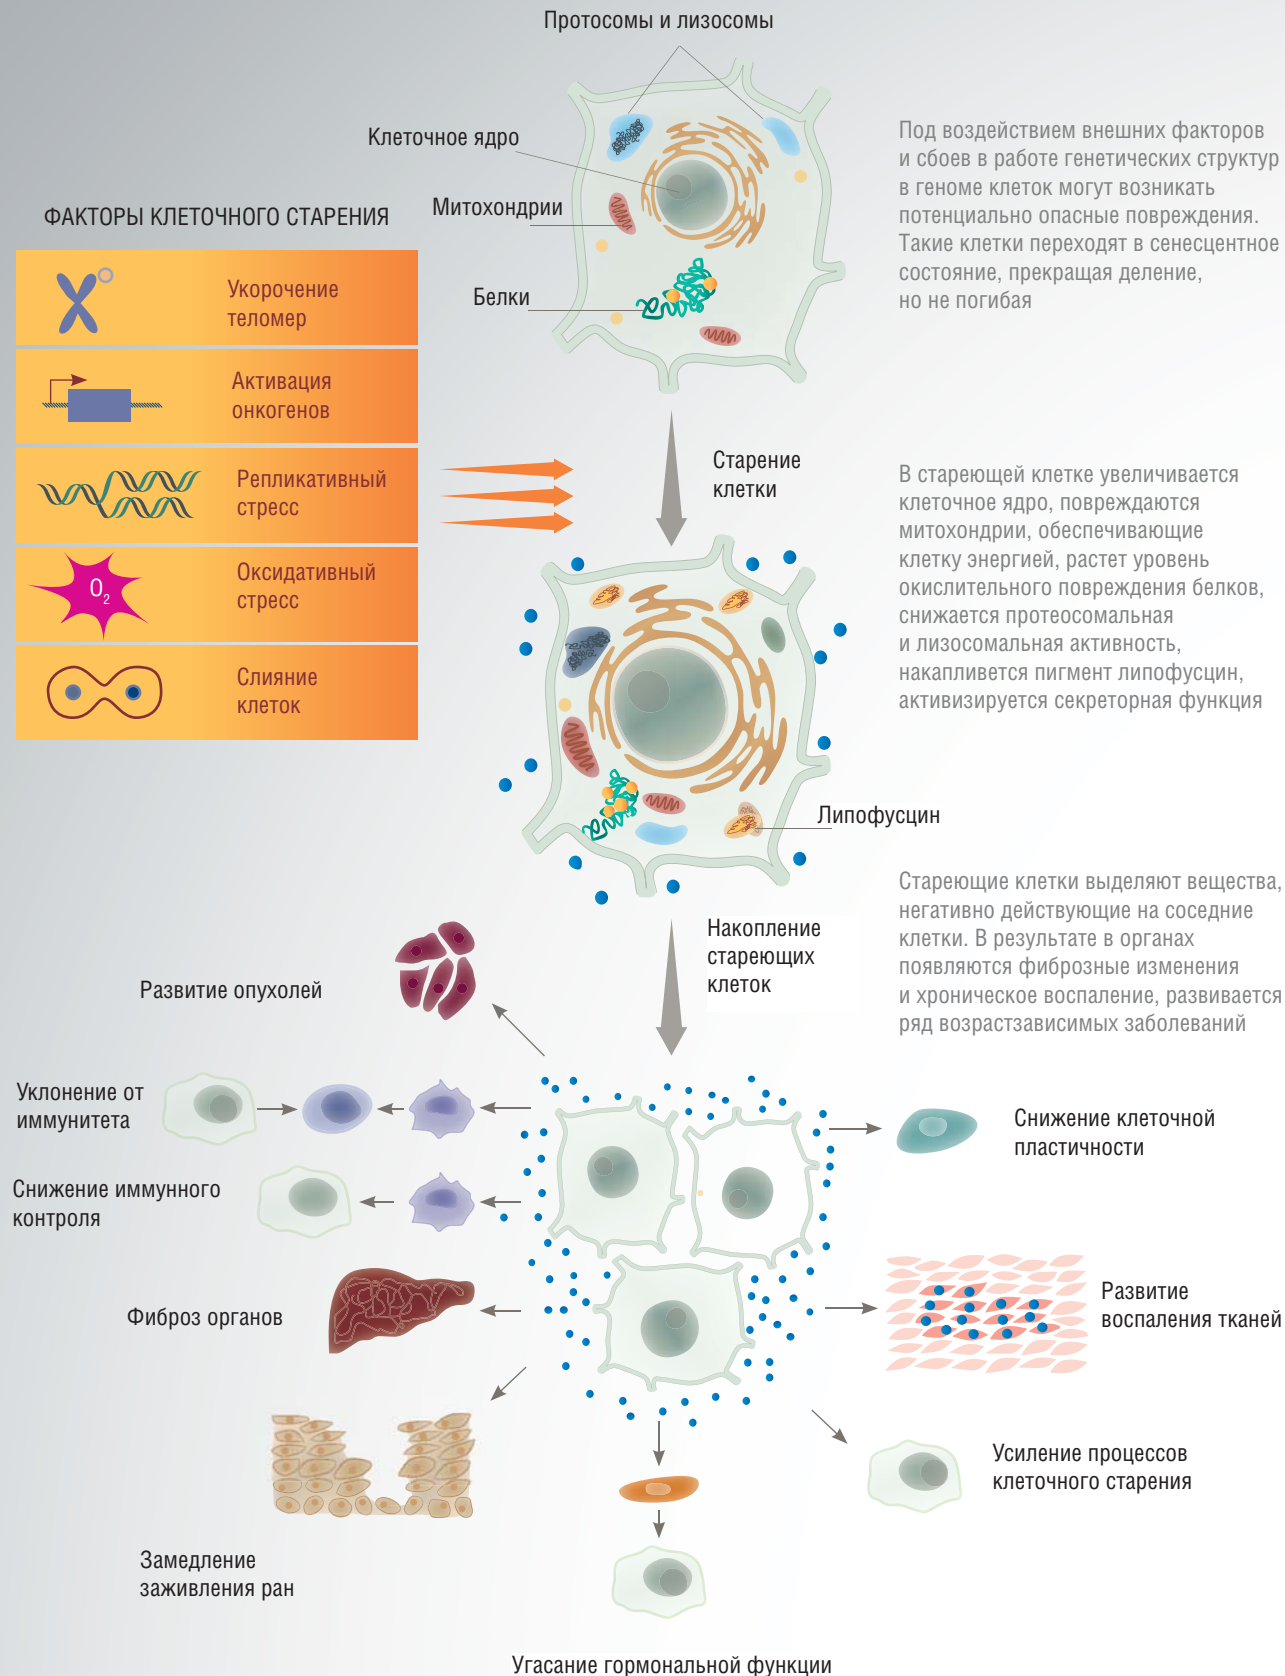 Протосомы и лизосомы
Клеточное ядро
Митохондрии
Белки
Под воздействием внешних факторов
и сбоев в работе генетических структур
в геноме клеток могут возникать
потенциально опасные повреждения.
Такие клетки переходят в сенесцентное
состояние, прекращая деление,
но не погибая
ФАКТОРЫ КЛЕТОЧНОГО СТАРЕНИЯ
Укорочение
теломер
Активация
онкогенов
Репликативный
стресс
O₂
Оксидативный
стресс
Слияние
клеток
Старение
клетки
В стареющей клетке увеличивается
клеточное ядро, повреждаются
митохондрии, обеспечивающие
клетку энергией, растет уровень
окислительного повреждения белков,
снижается протеосомальная
и лизосомальная активность,
накапливется пигмент липофусцин,
активизируется секреторная функция
Липофусцин
Накопление
стареющих
клеток
Стареющие клетки выделяют вещества,
негативно действующие на соседние
клетки. В результате в органах
появляются фиброзные изменения
и хроническое воспаление, развивается
ряд возрастзависимых заболеваний
Развитие опухолей
Уклонение от
иммунитета
Снижение иммунного
контроля
Фиброз органов
Замедление
заживления ран
Снижение клеточной
пластичности
Развитие
воспаления тканей
Усиление процессов
клеточного старения
Угасание гормональной функции